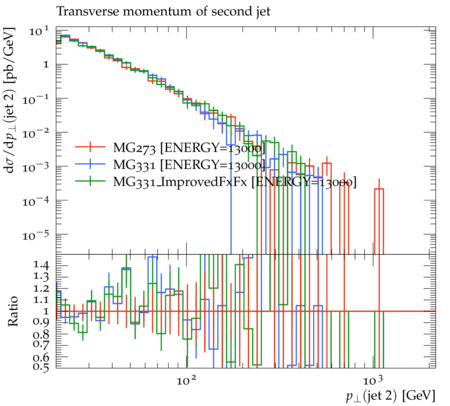 Transverse momentum of second jet
dσ/dp⊥(jet 2) [pb/GeV]
10¹
1
10⁻¹
10⁻²
10⁻³
10⁻⁴
10⁻⁵
MG273 [ENERGY=13000]
MG331 [ENERGY=13000]
MG331_ImprovedFxFx [ENERGY=13000]
Ratio
1.4
1.3
1.2
1.1
1
0.9
0.8
0.7
0.6
0.5
10²
10³
p⊥(jet 2) [GeV]